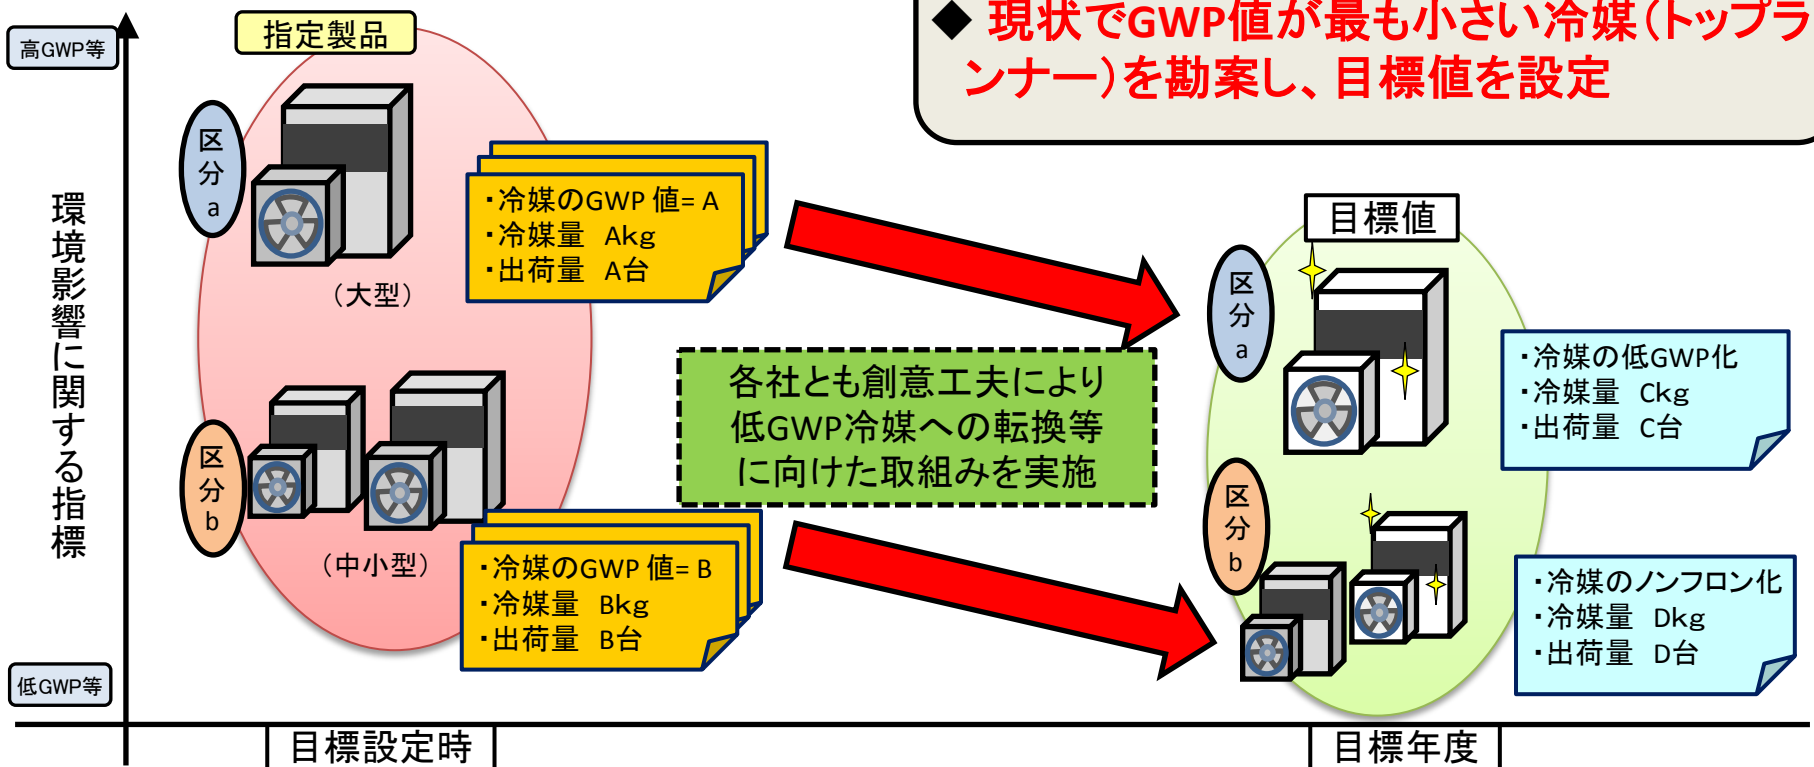 ◆ 現状でGWP値が最も小さい冷媒（トップラ
ンナー）を勘案し、目標値を設定
高GWP等
指定製品
環境影響に関する指標
区分a
・冷媒のGWP 値= A
・冷媒量　Akg
・出荷量　A台
（大型）
区分b
（中小型）
・冷媒のGWP 値= B
・冷媒量　Bkg
・出荷量　B台
各社とも創意工夫により
低GWP冷媒への転換等
に向けた取組みを実施
目標値
区分a
・冷媒の低GWP化
・冷媒量　Ckg
・出荷量　C台
区分b
・冷媒のノンフロン化
・冷媒量　Dkg
・出荷量　D台
低GWP等
目標設定時
目標年度